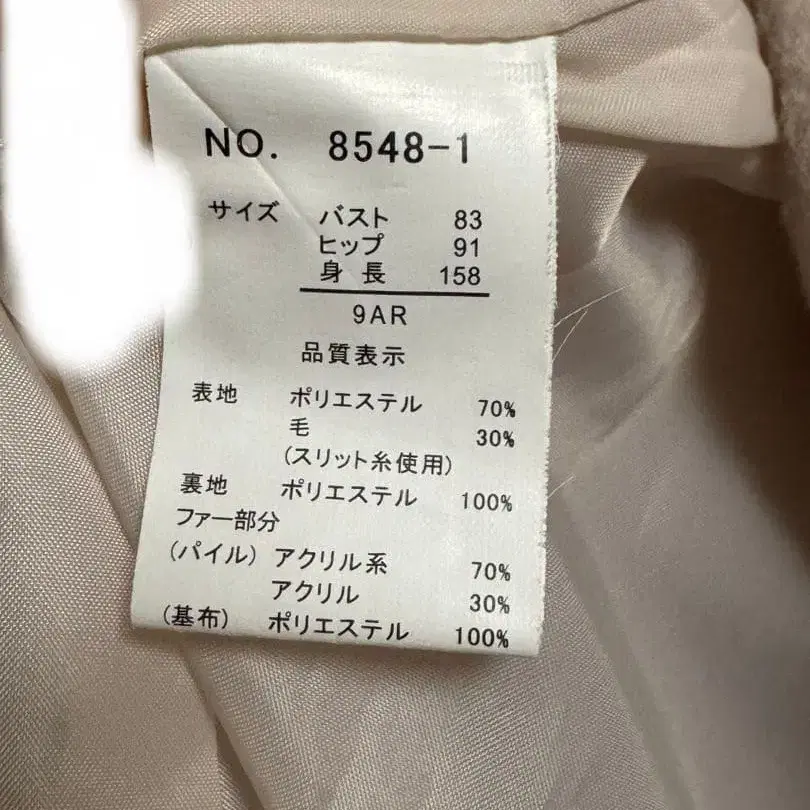 NO. 8548-1
サイズ バスト 83
ヒップ 91
身長 158
9AR
品質表示
表地 ポリエステル 70%
毛 30%
(スリット糸使用)
裏地 ポリエステル 100%
ファー部分
(パイル) アクリル系 70%
アクリル 30%
(基布) ポリエステル 100%